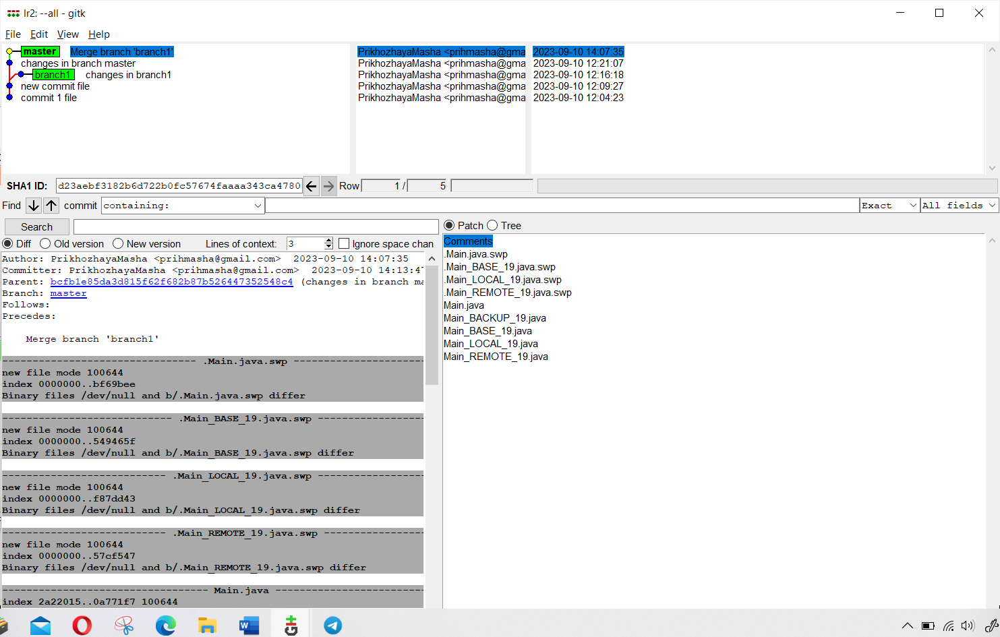 lr2: --all - gitk
File Edit View Help
master Merge branch 'branch1' PrikhozhayaMasha <prihmasha@gma 2023-09-10 14:07:35
changes in branch master PrikhozhayaMasha <prihmasha@gma 2023-09-10 12:21:07
branch1 changes in branch1 PrikhozhayaMasha <prihmasha@gma 2023-09-10 12:16:18
new commit file PrikhozhayaMasha <prihmasha@gma 2023-09-10 12:09:27
commit 1 file PrikhozhayaMasha <prihmasha@gma 2023-09-10 12:04:23
SHA1 ID: d23aebf3182b6d722b0fc57674faaaa343ca4780 Row 1 / 5
Find commit containing: Exact All fields
Search
Patch Tree
Diff Old version New version Lines of context: 3 Ignore space chan
Author: PrikhozhayaMasha <prihmasha@gmail.com> 2023-09-10 14:07:35
Committer: PrikhozhayaMasha <prihmasha@gmail.com> 2023-09-10 14:13:47
Parent: bcfb1e85da3d815f62f682b87b526447352548c4 (changes in branch ma
Branch: master
Follows:
Precedes:
Merge branch 'branch1'
-------------------------------- .Main.java.swp ------------------------
new file mode 100644
index 0000000..bf69bee
Binary files /dev/null and b/.Main.java.swp differ
---------------------------- .Main_BASE_19.java.swp ------------------
new file mode 100644
index 0000000..549465f
Binary files /dev/null and b/.Main_BASE_19.java.swp differ
--------------------------- .Main_LOCAL_19.java.swp ------------------
new file mode 100644
index 0000000..f87dd43
Binary files /dev/null and b/.Main_LOCAL_19.java.swp differ
--------------------------- .Main_REMOTE_19.java.swp -----------------
new file mode 100644
index 0000000..57cf547
Binary files /dev/null and b/.Main_REMOTE_19.java.swp differ
---------------------------------- Main.java -------------------------
index 2a22015..0a771f7 100644
Comments
.Main.java.swp
.Main_BASE_19.java.swp
.Main_LOCAL_19.java.swp
.Main_REMOTE_19.java.swp
Main.java
Main_BACKUP_19.java
Main_BASE_19.java
Main_LOCAL_19.java
Main_REMOTE_19.java